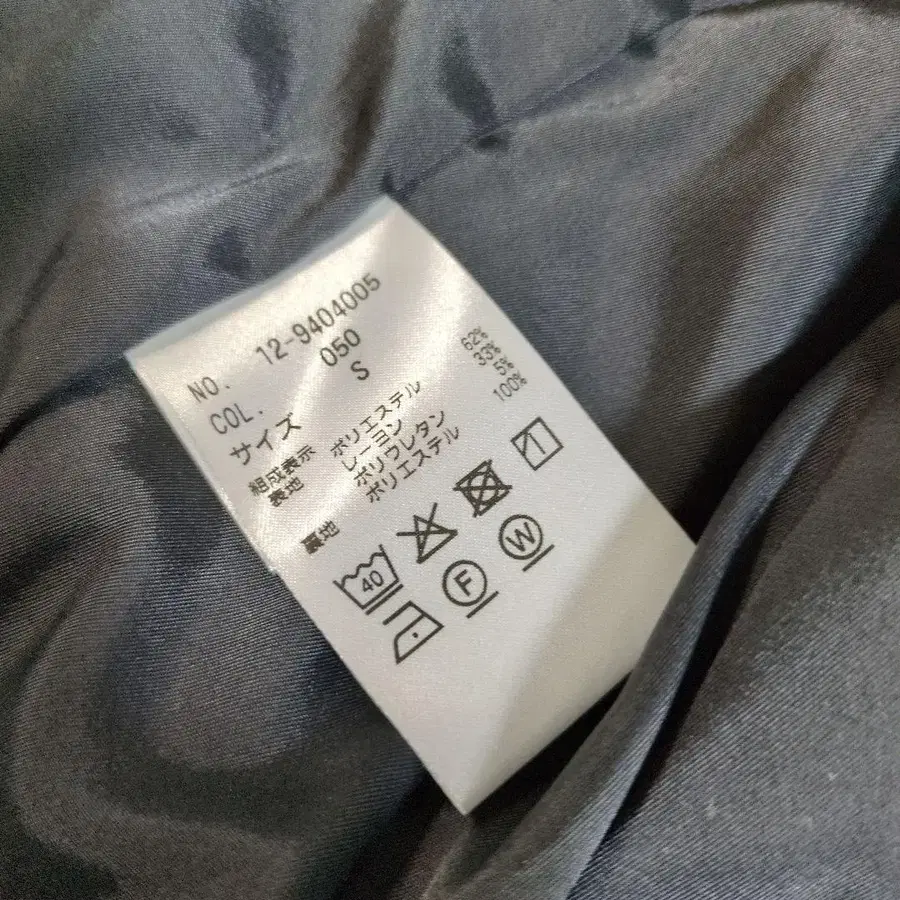 NO. 12-9404005
COL. 050
サイズ S
組成表示
表地 ポリエステル 62%
レーヨン 33%
ポリウレタン 5%
裏地 ポリエステル 100%
40
F W